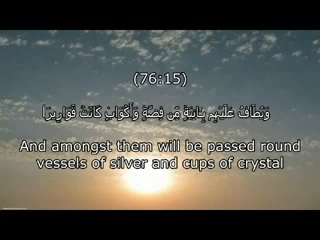 (76:15)
وَيُطَافُ عَلَيْهِم بِآنِيَةٍ مِّن فِضَّةٍ وَأَكْوَابٍ كَانَتْ قَوَارِيرَا
And amongst them will be passed round
vessels of silver and cups of crystal